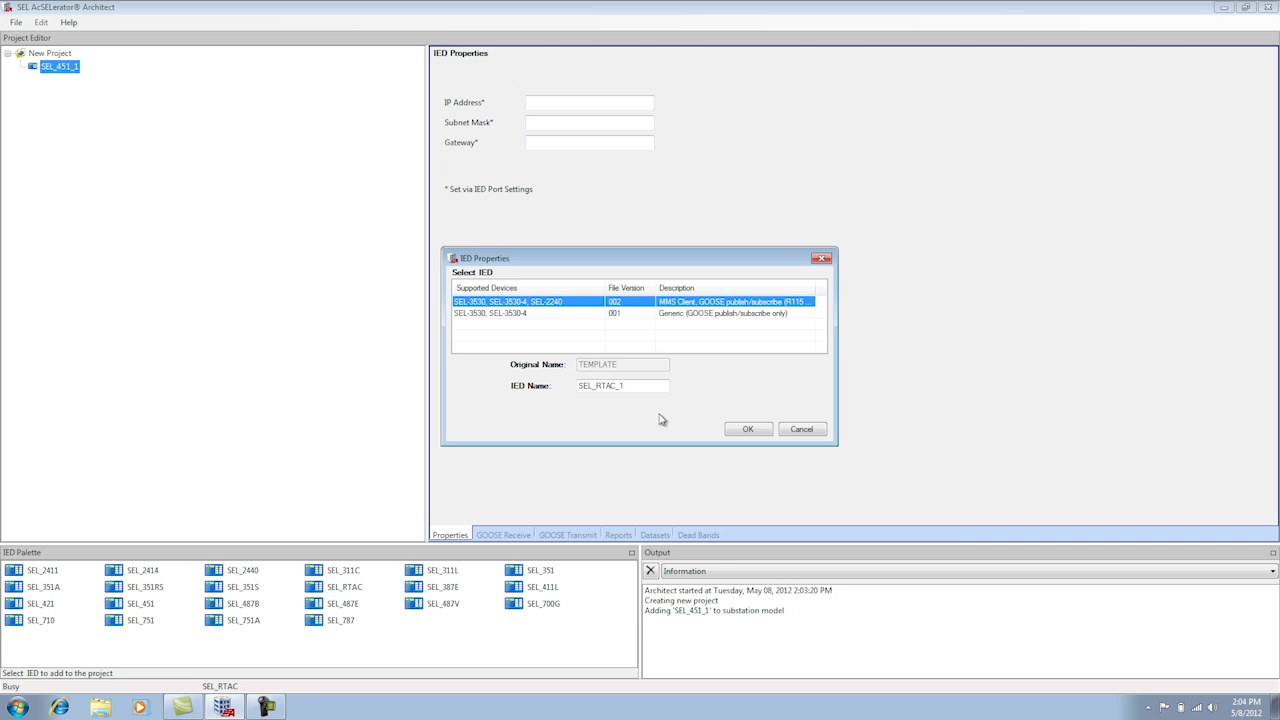 SEL AcSELerator® Architect
File Edit Help
Project Editor
New Project
SEL_451_1
IED Properties
IP Address*
Subnet Mask*
Gateway*
* Set via IED Port Settings
IED Properties
Select IED
Supported Devices File Version Description
SEL-3530, SEL-3530-4, SEL-2240 002 MMS Client, GOOSE publish/subscribe (R115 ...
SEL-3530, SEL-3530-4 001 Generic (GOOSE publish/subscribe only)
Original Name: TEMPLATE
IED Name: SEL_RTAC_1
OK Cancel
Properties GOOSE Receive GOOSE Transmit Reports Datasets Dead Bands
IED Palette
SEL_2411 SEL_2414 SEL_2440 SEL_311C SEL_311L SEL_351
SEL_351A SEL_351RS SEL_351S SEL_RTAC SEL_387E SEL_411L
SEL_421 SEL_451 SEL_487B SEL_487E SEL_487V SEL_700G
SEL_710 SEL_751 SEL_751A SEL_787
Select IED to add to the project
Output
Information
Architect started at Tuesday, May 08, 2012 2:03:20 PM
Creating new project
Adding 'SEL_451_1' to substation model
Busy SEL_RTAC
2:04 PM
5/8/2012